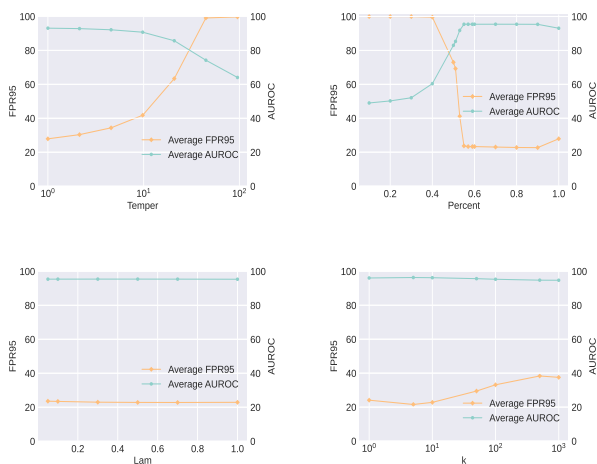 100 100
80 80
60 60
40 40
20 20
0 0
FPR95
AUROC
Average FPR95
Average AUROC
10^0 10^1 10^2
Temper
100 100
80 80
60 60
40 40
20 20
0 0
FPR95
AUROC
Average FPR95
Average AUROC
0.2 0.4 0.6 0.8 1.0
Percent
100 100
80 80
60 60
40 40
20 20
0 0
FPR95
AUROC
Average FPR95
Average AUROC
0.2 0.4 0.6 0.8 1.0
Lam
100 100
80 80
60 60
40 40
20 20
0 0
FPR95
AUROC
Average FPR95
Average AUROC
10^0 10^1 10^2 10^3
k